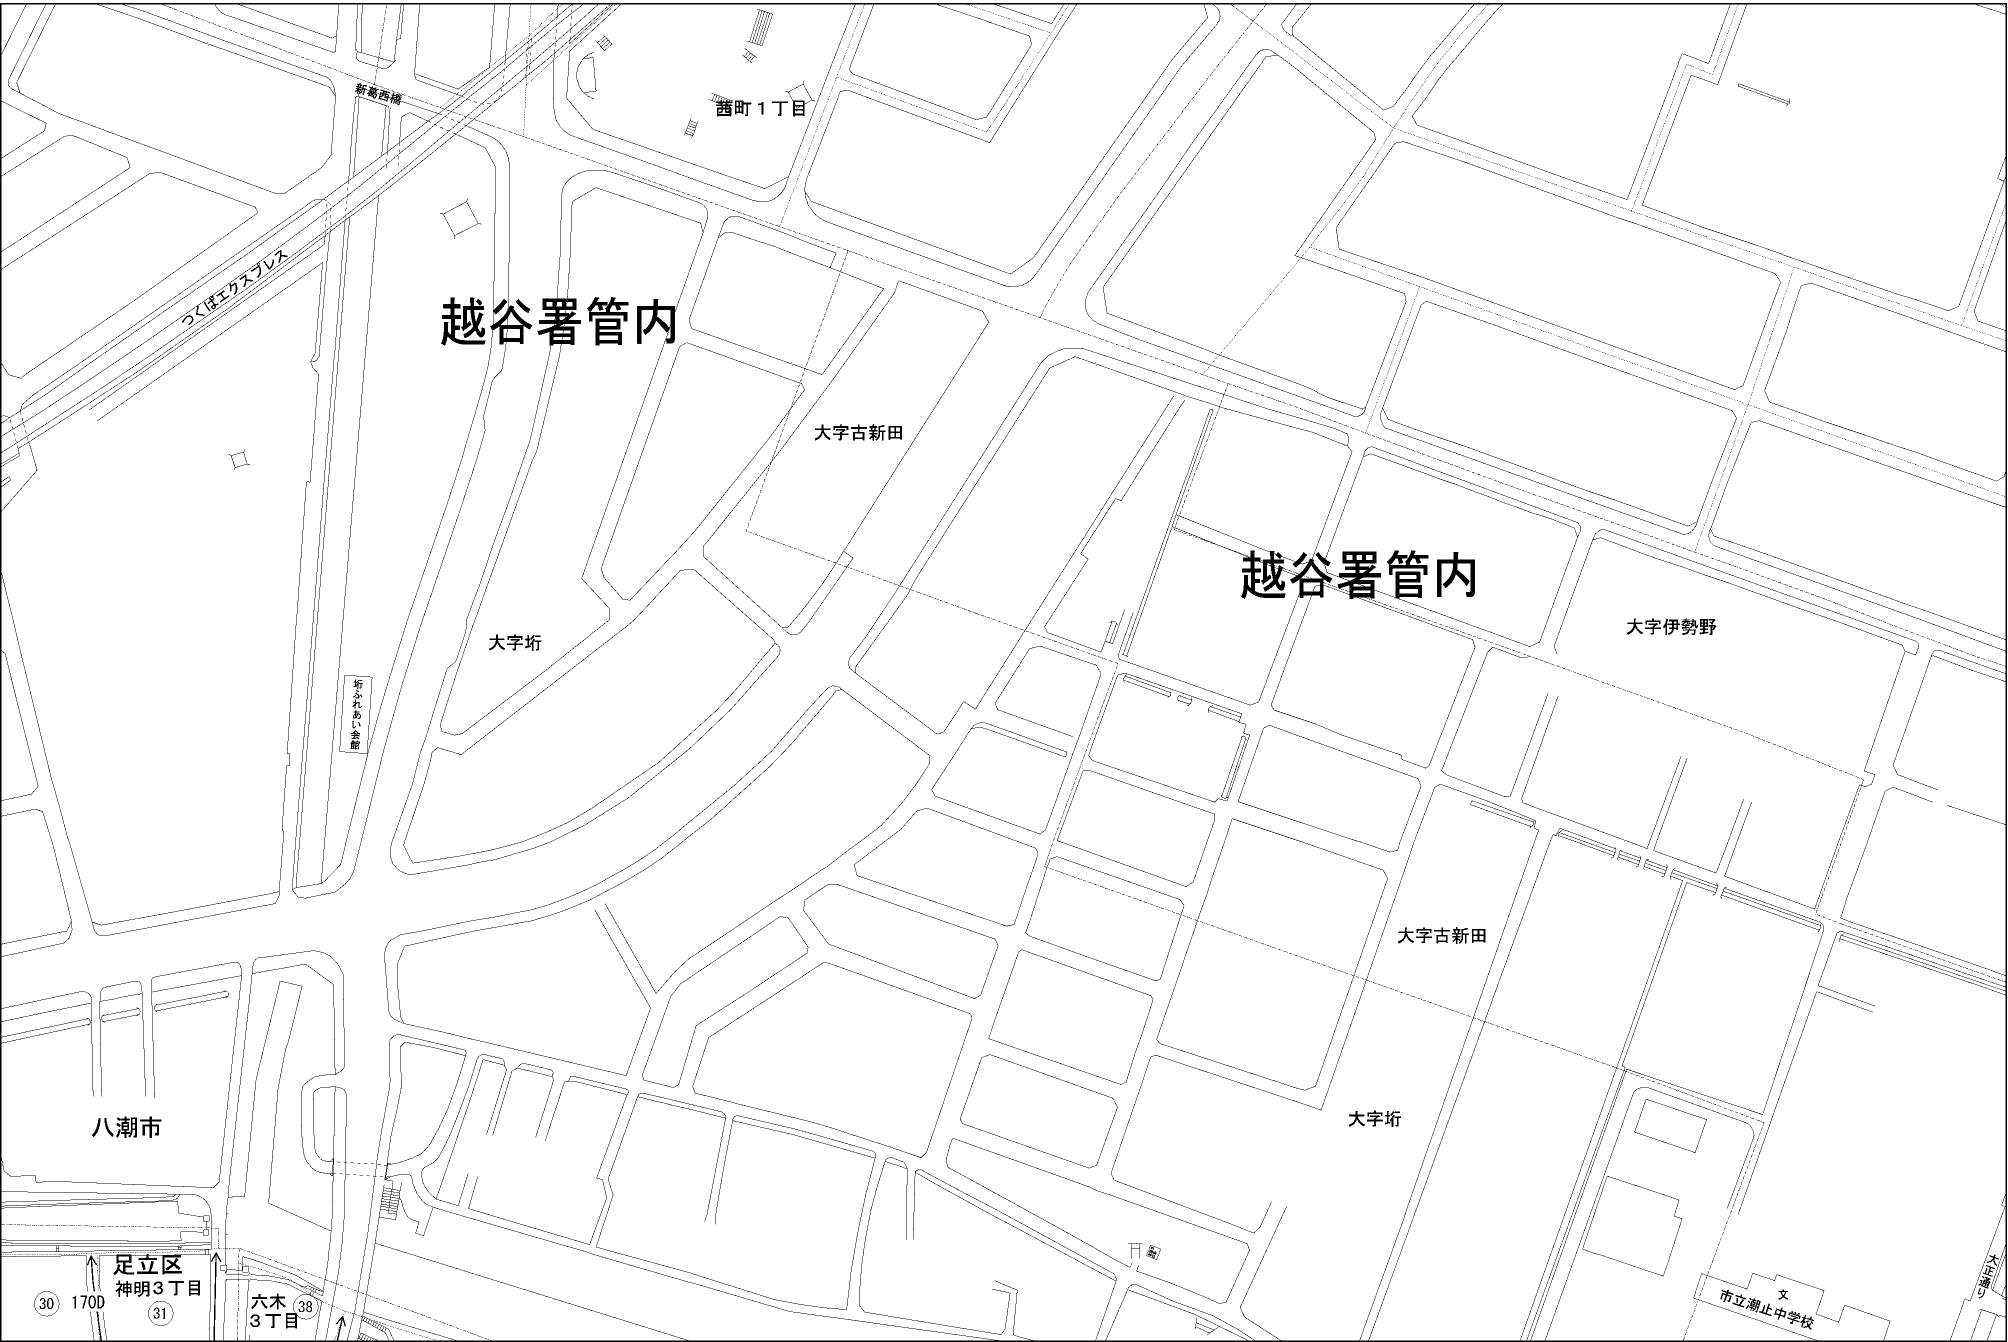 新葛西橋
茜町1丁目
つくばエクスプレス
越谷署管内
大字古新田
越谷署管内
大字伊勢野
大字垳
垳ふれあい会館
大字古新田
大字垳
八潮市
足立区
神明3丁目
30
170D
31
六木
3丁目
38
大正通り
文
市立潮止中学校